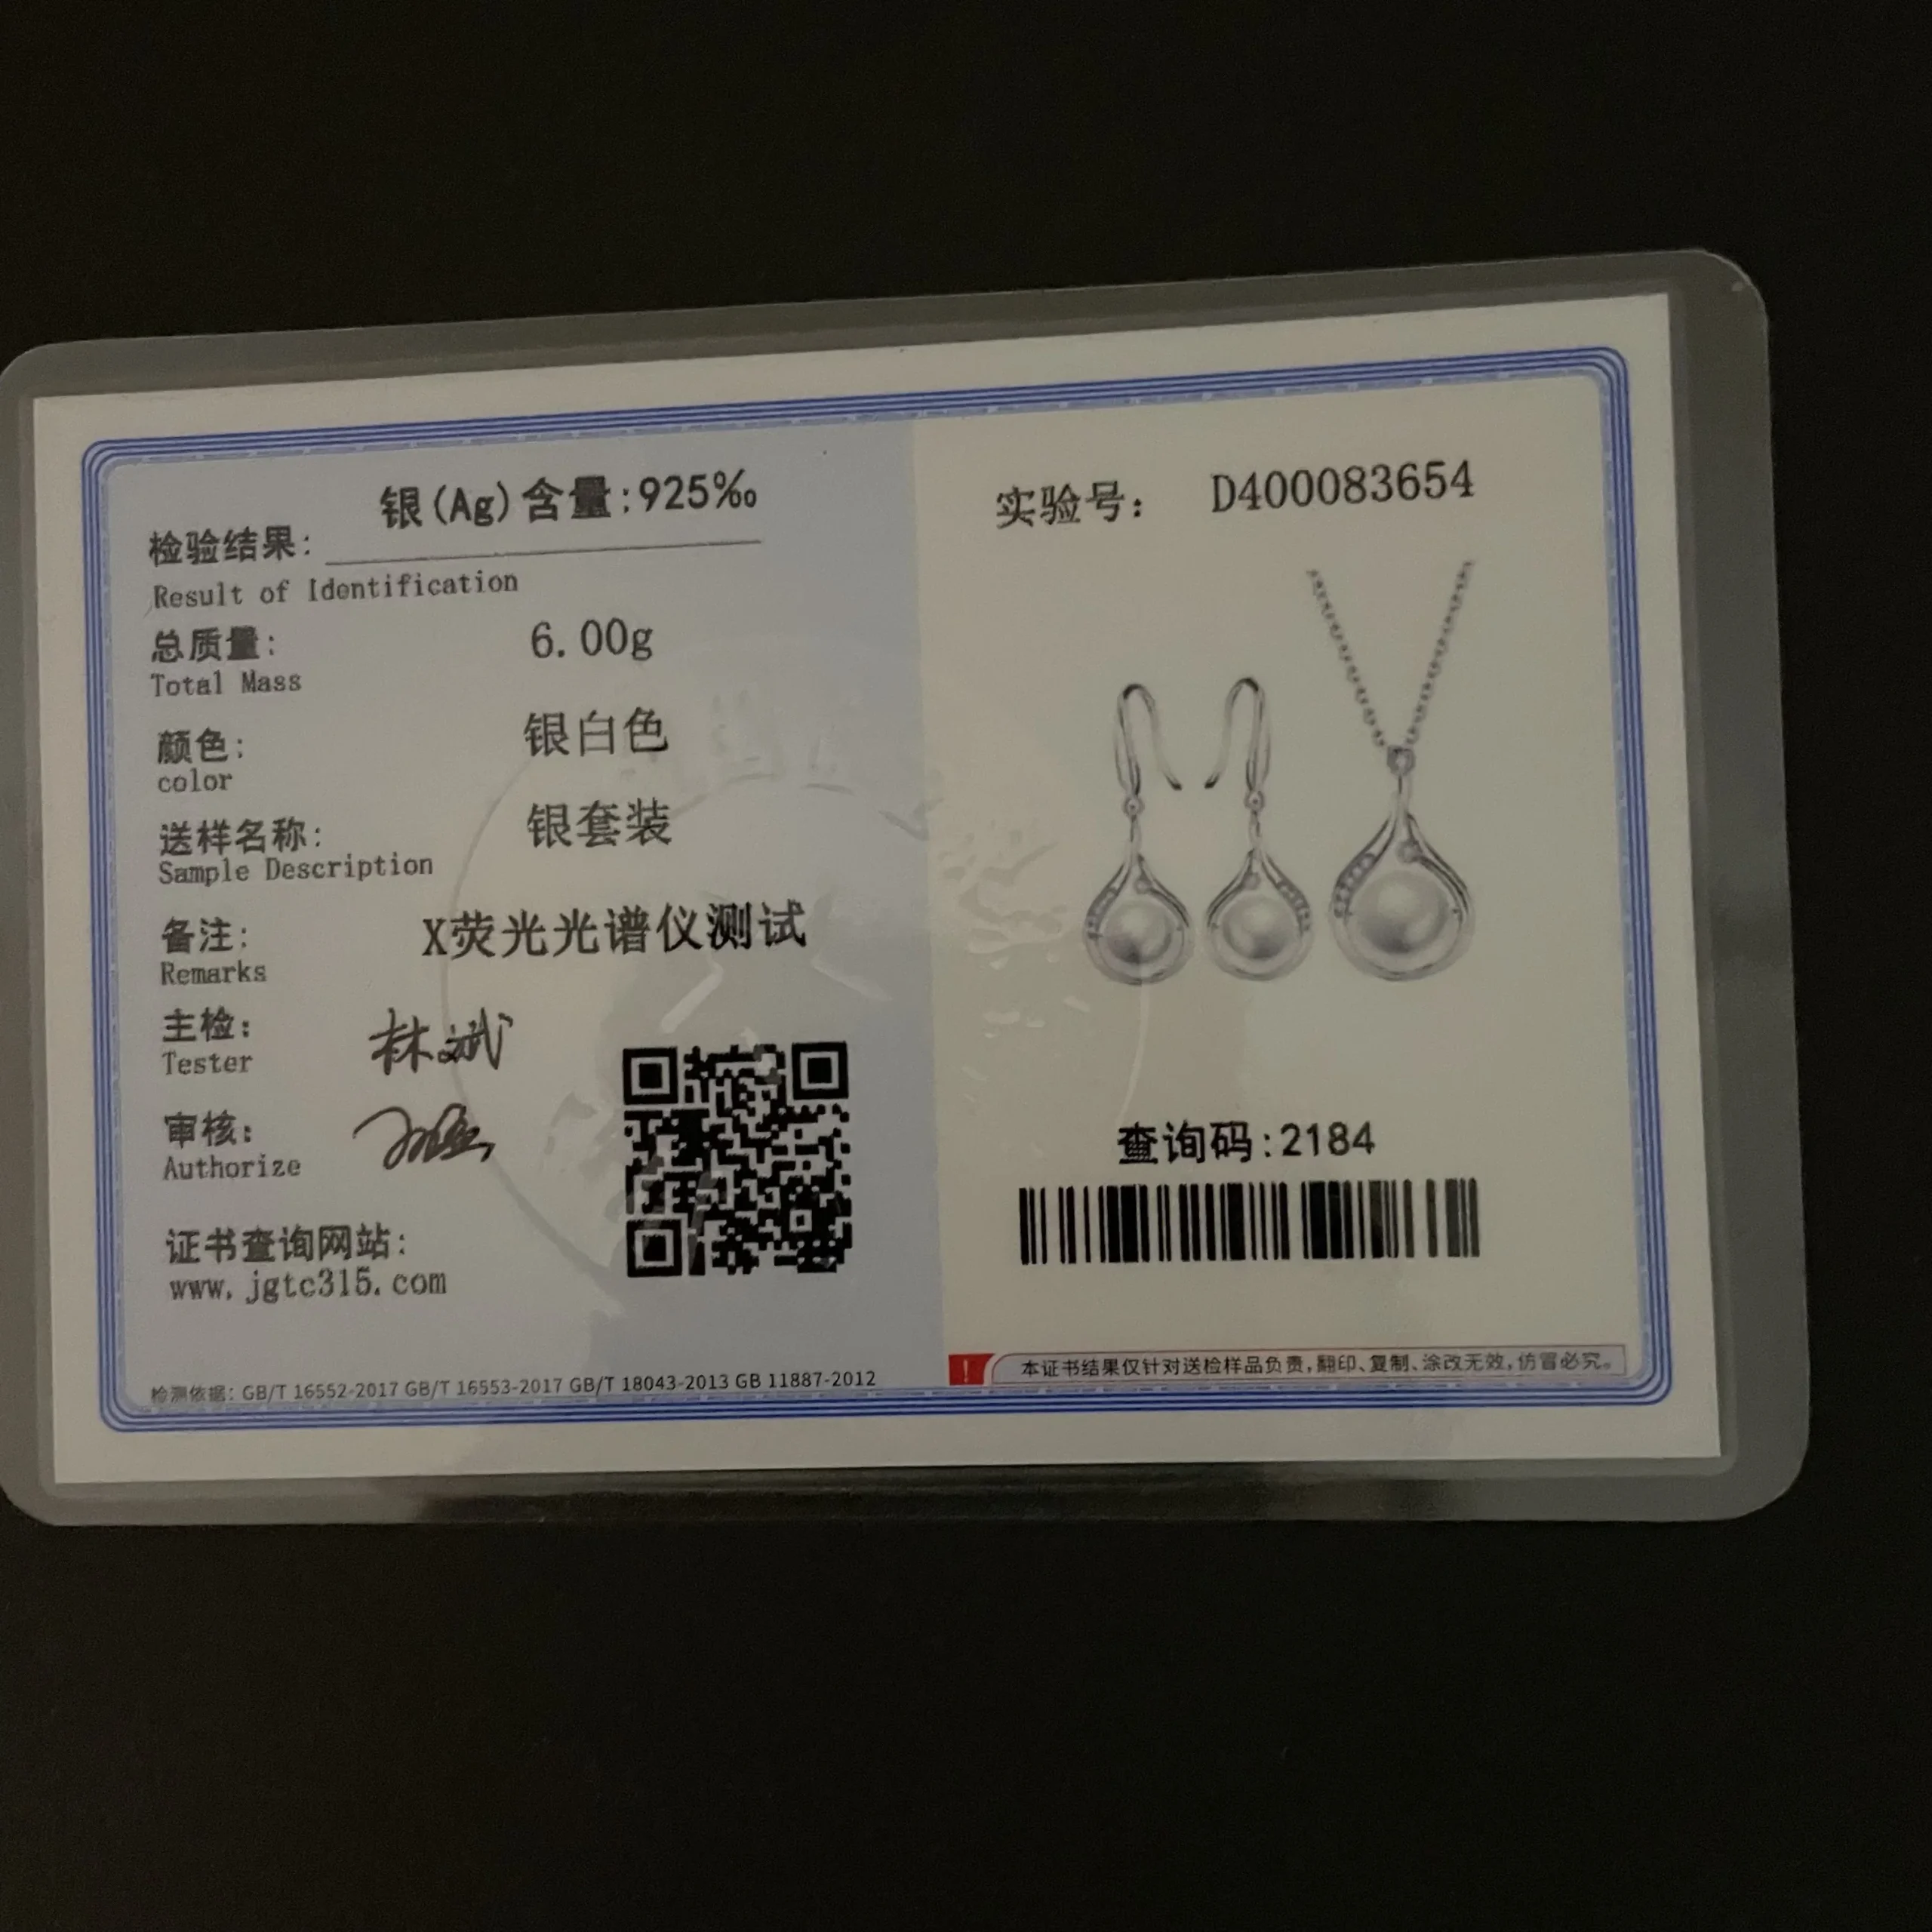 银(Ag)含量:925‰
检验结果:
Result of Identification
总质量: 6.00g
Total Mass
颜色: 银白色
color
送样名称: 银套装
Sample Description
备注: X荧光光谱仪测试
Remarks
主检: 林斌
Tester
审核:
Authorize
证书查询网站:
www.jgtc315.com
检测依据: GB/T 16552-2017 GB/T 16553-2017 GB/T 18043-2013 GB 11887-2012
实验号: D400083654
查询码:2184
! 本证书结果仅针对送检样品负责,翻印、复制、涂改无效,仿冒必究。